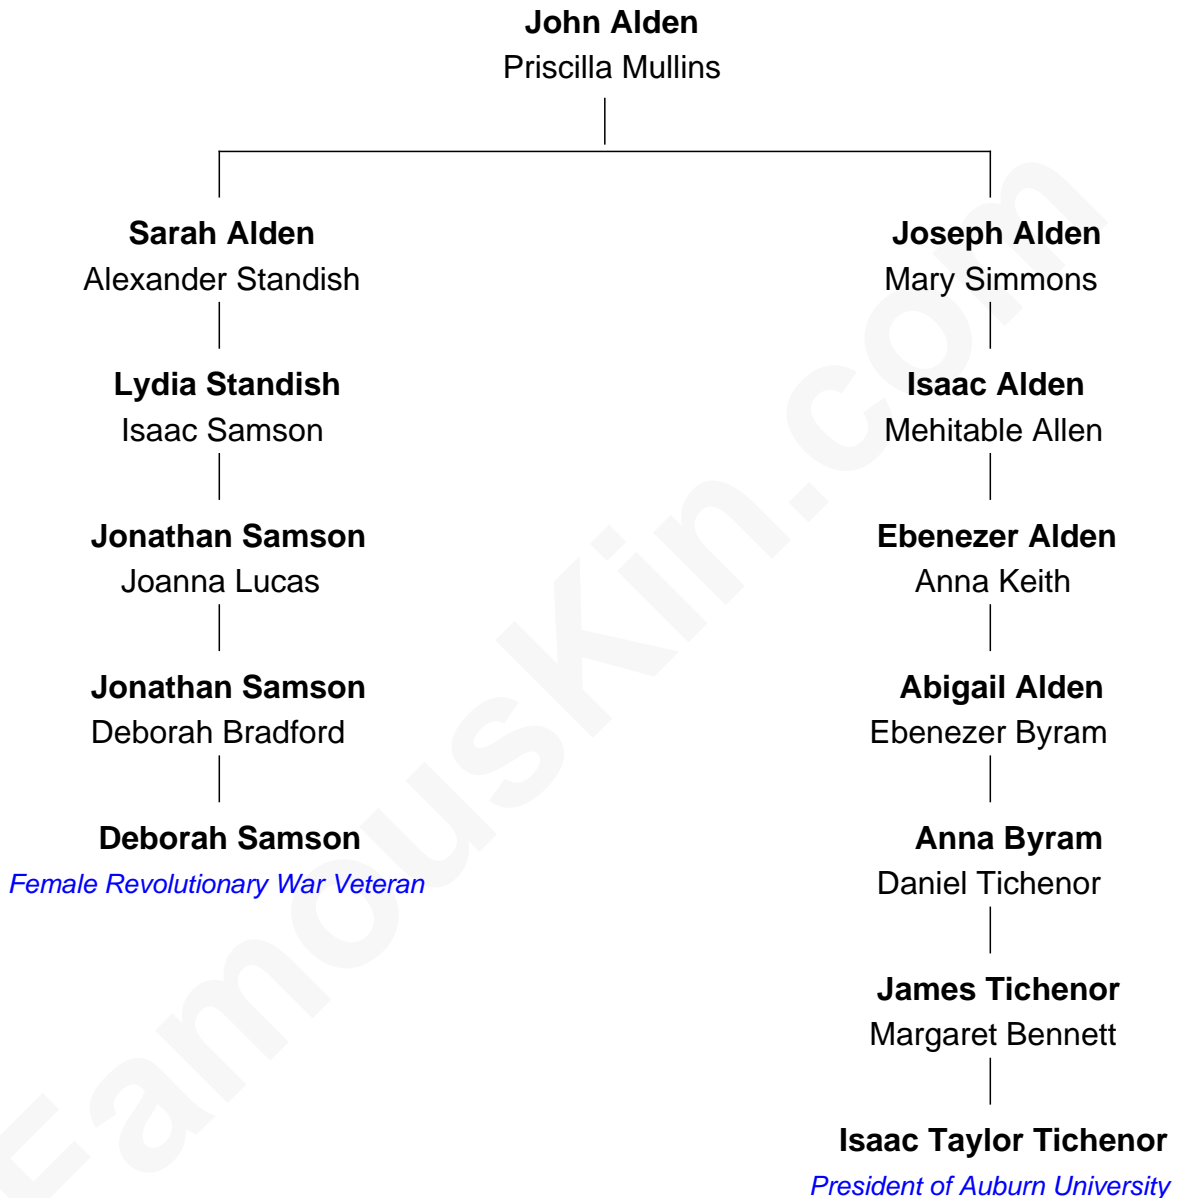 John Alden
Priscilla Mullins
Sarah Alden
Alexander Standish
Joseph Alden
Mary Simmons
Lydia Standish
Isaac Samson
Isaac Alden
Mehitable Allen
Jonathan Samson
Joanna Lucas
Ebenezer Alden
Anna Keith
Jonathan Samson
Deborah Bradford
Abigail Alden
Ebenezer Byram
Deborah Samson
Female Revolutionary War Veteran
Anna Byram
Daniel Tichenor
James Tichenor
Margaret Bennett
Isaac Taylor Tichenor
President of Auburn University
FamousKin.com